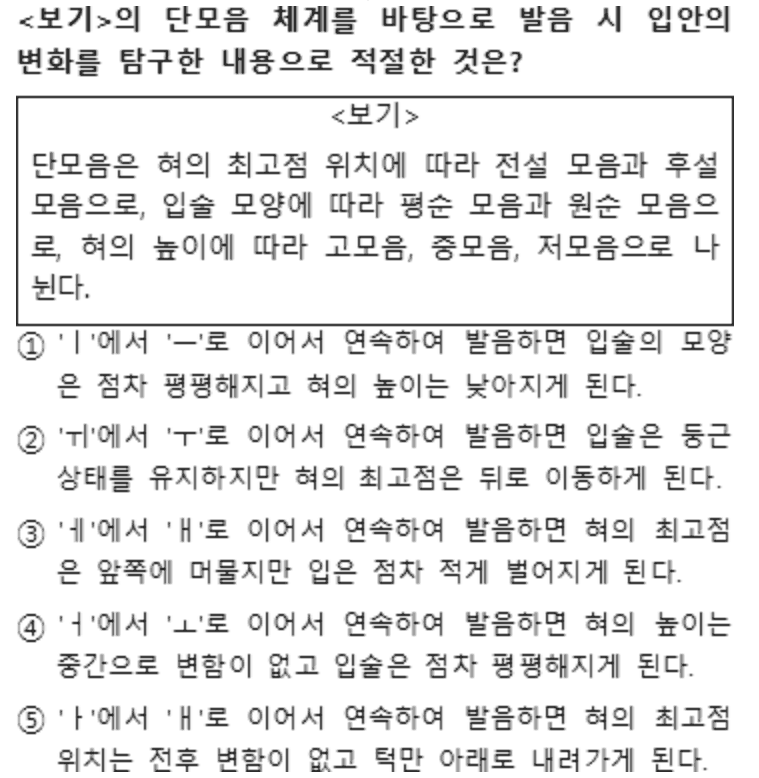 <보기>의 단모음 체계를 바탕으로 발음 시 입안의
변화를 탐구한 내용으로 적절한 것은?
<보기>
단모음은 혀의 최고점 위치에 따라 전설 모음과 후설
모음으로, 입술 모양에 따라 평순 모음과 원순 모음으
로, 혀의 높이에 따라 고모음, 중모음, 저모음으로 나
뉜다.
① 'ㅣ'에서 'ㅡ'로 이어서 연속하여 발음하면 입술의 모양
은 점차 평평해지고 혀의 높이는 낮아지게 된다.
② 'ㅟ'에서 'ㅜ'로 이어서 연속하여 발음하면 입술은 둥근
상태를 유지하지만 혀의 최고점은 뒤로 이동하게 된다.
③ 'ㅔ'에서 'ㅐ'로 이어서 연속하여 발음하면 혀의 최고점
은 앞쪽에 머물지만 입은 점차 적게 벌어지게 된다.
④ 'ㅓ'에서 'ㅗ'로 이어서 연속하여 발음하면 혀의 높이는
중간으로 변함이 없고 입술은 점차 평평해지게 된다.
⑤ 'ㅏ'에서 'ㅐ'로 이어서 연속하여 발음하면 혀의 최고점
위치는 전후 변함이 없고 턱만 아래로 내려가게 된다.